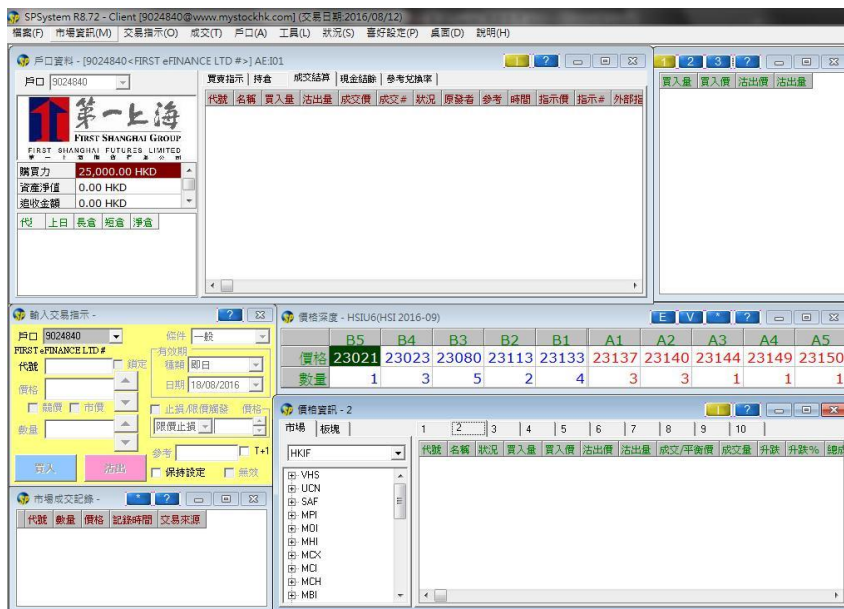 SPSystem R8.72 - Client [9024840@www.mystockhk.com] (交易日期:2016/08/12)
檔案(F) 市場資訊(M) 交易指示(O) 成交(T) 戶口(A) 工具(L) 狀況(S) 喜好設定(P) 桌面(D) 說明(H)
戶口資料 - [9024840<FIRST eFINANCE LTD #>] AE:I01
戶口 9024840
買賣指示 持倉 成交結算 現金結餘 參考兌換率
代號 名稱 買入量 沽出量 成交價 成交# 狀況 原發者 參考 時間 指示價 指示# 外部指
1 2 3 ?
買入量 買入價 沽出價 沽出量
第一上海
FIRST SHANGHAI GROUP
FIRST SHANGHAI FUTURES LIMITED
第一上海期貨有限公司
購買力 25,000.00 HKD
資產淨值 0.00 HKD
追收金額 0.00 HKD
上日 長倉 短倉 淨倉
輸入交易指示 -
戶口 9024840
FIRST eFINANCE LTD #
代號 鎖定
價格
競價 市價
數量
買入 沽出
條件 一般
有效期
種類 即日
日期 18/08/2016
止損/限價觸發 價格
限價止損
參考 T+1
保持設定 無效
價格深度 - HSIU6(HSI 2016-09)
E V * ?
B5 B4 B3 B2 B1 A1 A2 A3 A4 A5
價格 23021 23023 23080 23113 23133 23137 23140 23144 23149 23150
數量 1 3 5 2 4 3 3 1 1 1
價格資訊 - 2
市場 板塊 1 2 3 4 5 6 7 8 9 10
HKIF
代號 名稱 狀況 買入量 買入價 沽出價 沽出量 成交/平衡價 成交量 升跌 升跌% 總成
VHS
UCN
SAF
MPI
MOI
MHI
MCX
MCI
MCH
MBI
市場成交記錄 -
* ?
代號 數量 價格 記錄時間 交易來源